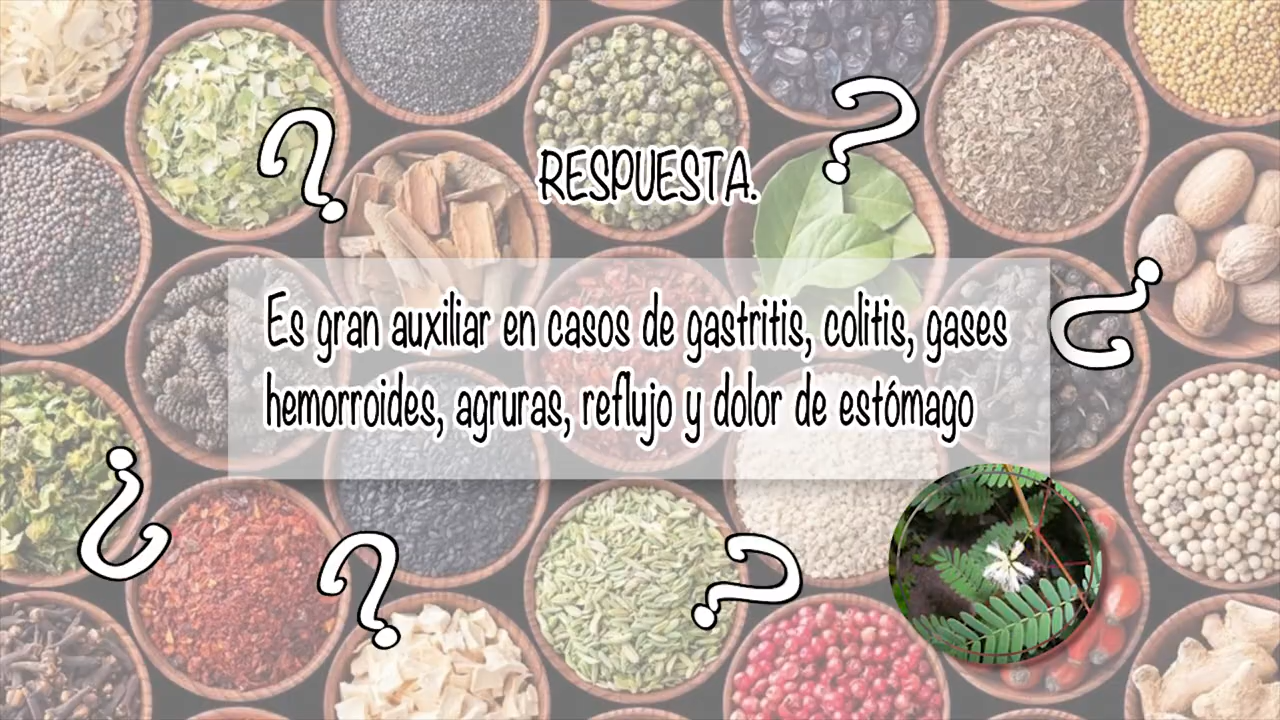 RESPUESTA.
Es gran auxiliar en casos de gastritis, colitis, gases
hemorroides, agruras, reflujo y dolor de estómago